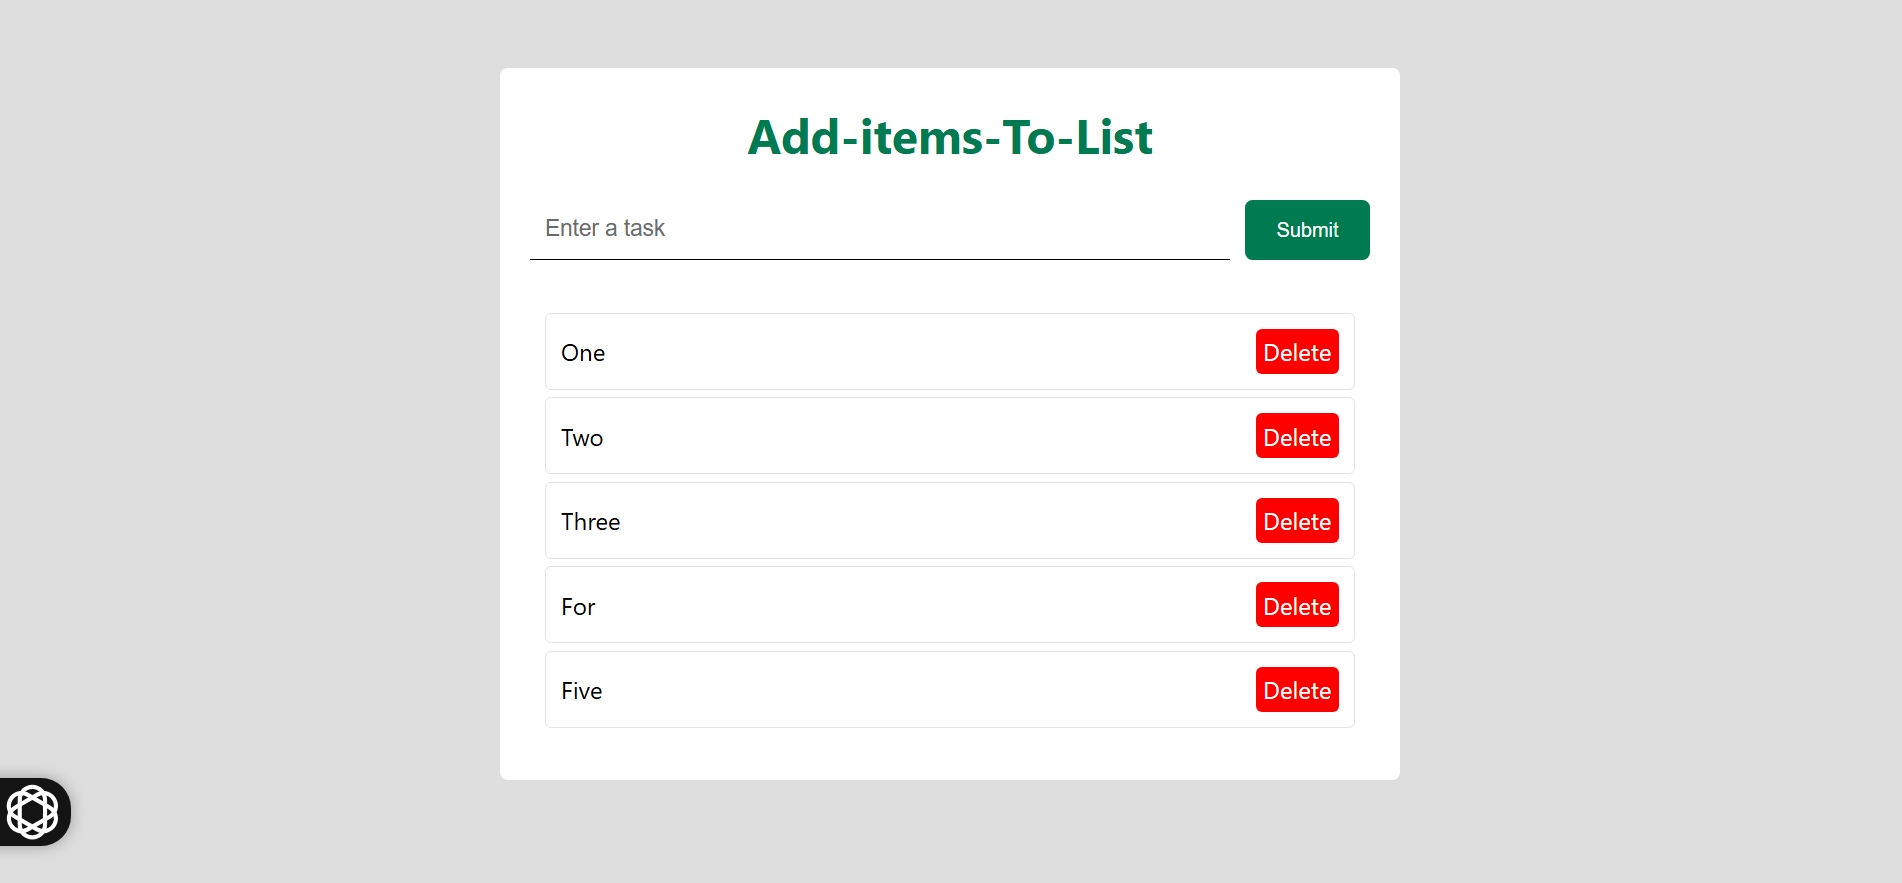 Add-items-To-List
Enter a task
Submit
One
Delete
Two
Delete
Three
Delete
For
Delete
Five
Delete